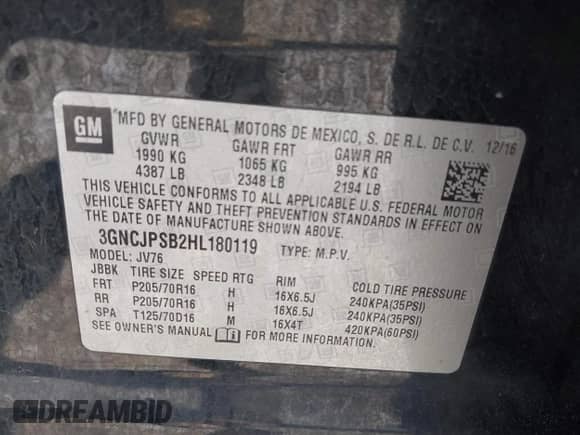 GM
*MFD BY GENERAL MOTORS DE MEXICO, S. DE R.L. DE C.V. 12/16
GVWR GAWR FRT GAWR RR
1990 KG 1065 KG 995 KG
4387 LB 2348 LB 2194 LB
THIS VEHICLE CONFORMS TO ALL APPLICABLE U.S. FEDERAL MOTOR
VEHICLE SAFETY AND THEFT PREVENTION STANDARDS IN EFFECT ON
THE DATE OF MANUFACTURE SHOWN ABOVE.
3GNCJPSB2HL180119 TYPE: M.P.V.
MODEL: JV76
JBBK TIRE SIZE SPEED RTG RIM COLD TIRE PRESSURE
FRT P205/70R16 H 16X6.5J 240KPA(35PSI)
RR P205/70R16 H 16X6.5J 240KPA(35PSI)
SPA T125/70D16 M 16X4T 420KPA(60PSI)
SEE OWNER'S MANUAL i FOR MORE INFORMATION.
DREAMBID